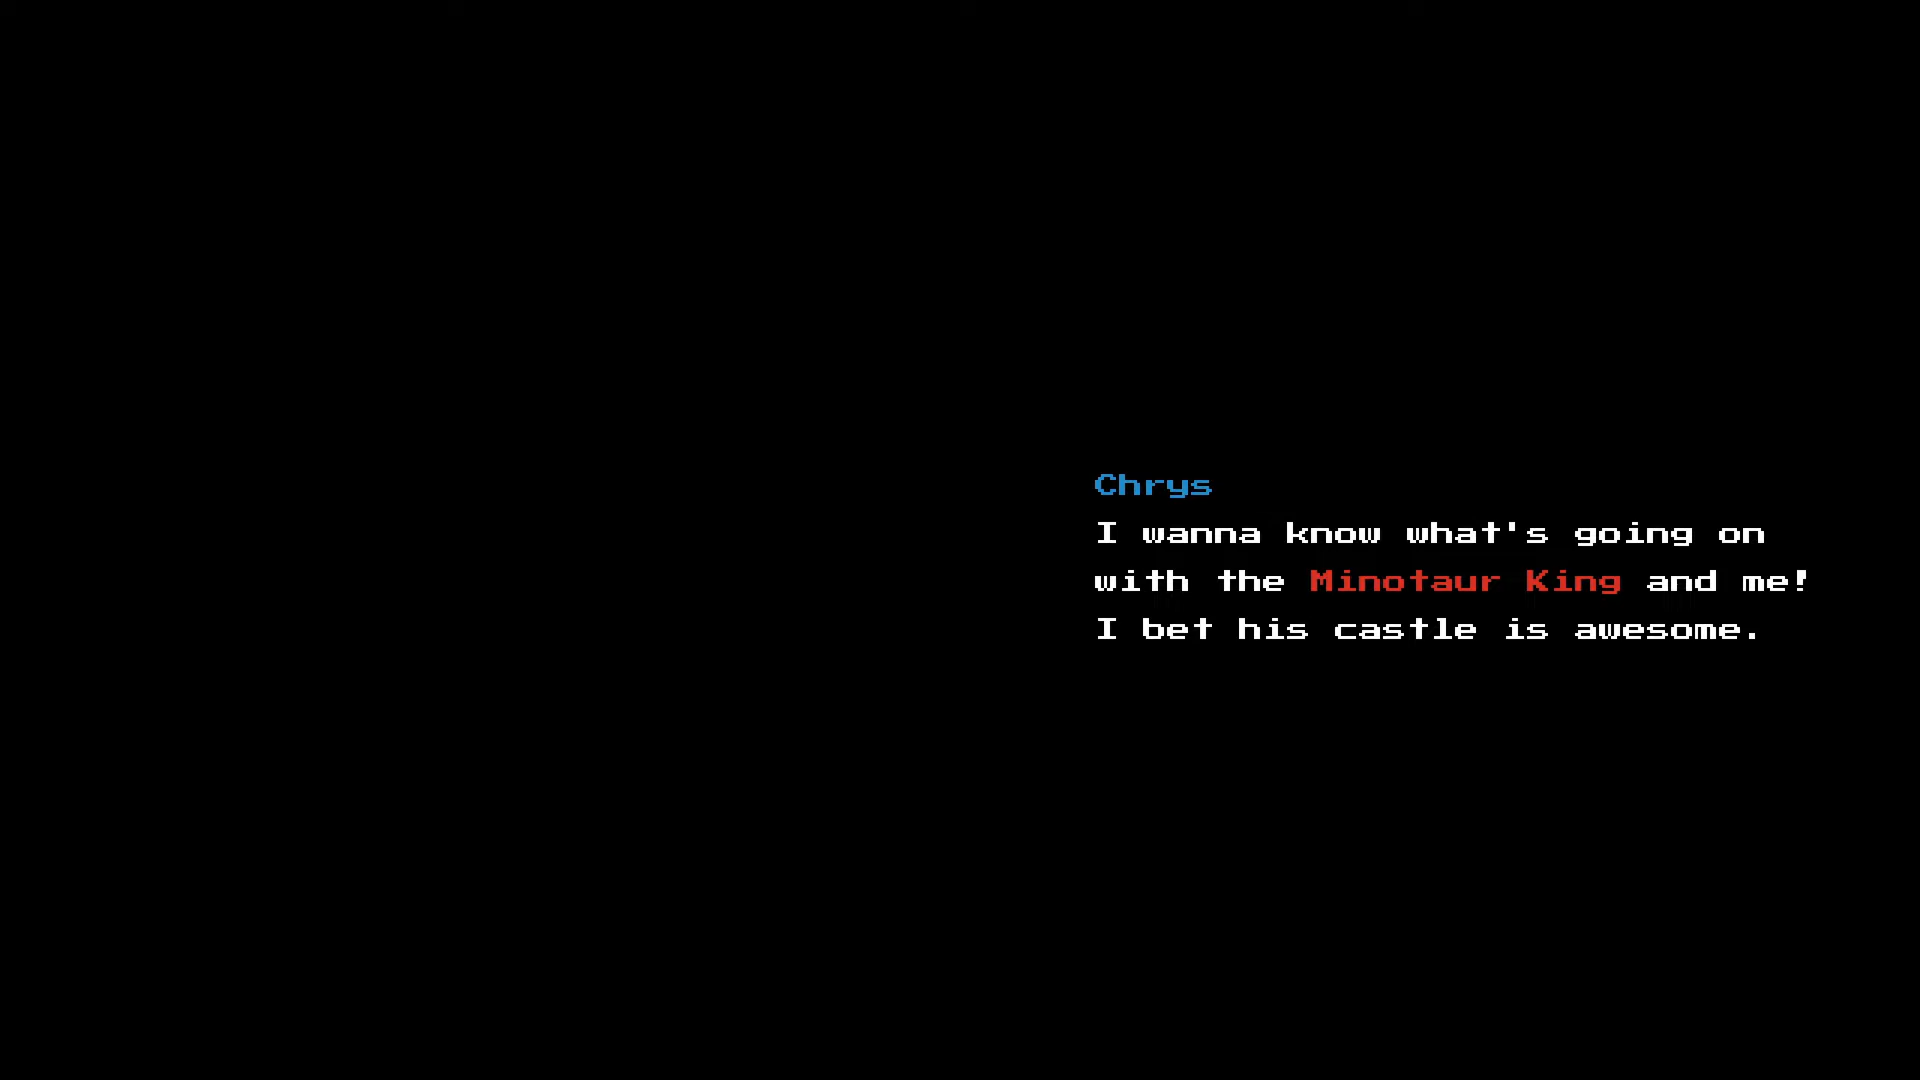 Chrys
I wanna know what's going on
with the Minotaur King and me!
I bet his castle is awesome.